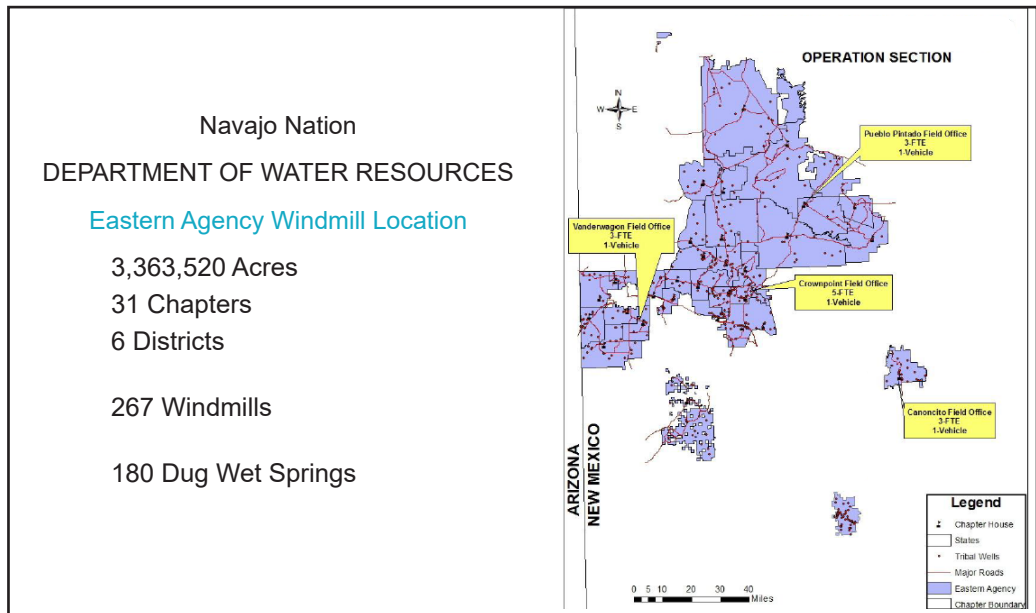 Navajo Nation
DEPARTMENT OF WATER RESOURCES
Eastern Agency Windmill Location
3,363,520 Acres
31 Chapters
6 Districts
267 Windmills
180 Dug Wet Springs
OPERATION SECTION
N
W
E
S
Pueblo Pintado Field Office
3-FTE
1-Vehicle
Vanderwagon Field Office
3-FTE
1-Vehicle
Crownpoint Field Office
5-FTE
1-Vehicle
Canoncito Field Office
3-FTE
1-Vehicle
ARIZONA
NEW MEXICO
Legend
Chapter House
States
Tribal Wells
Major Roads
Eastern Agency
Chapter Boundary
0 5 10 20 30 40
Miles